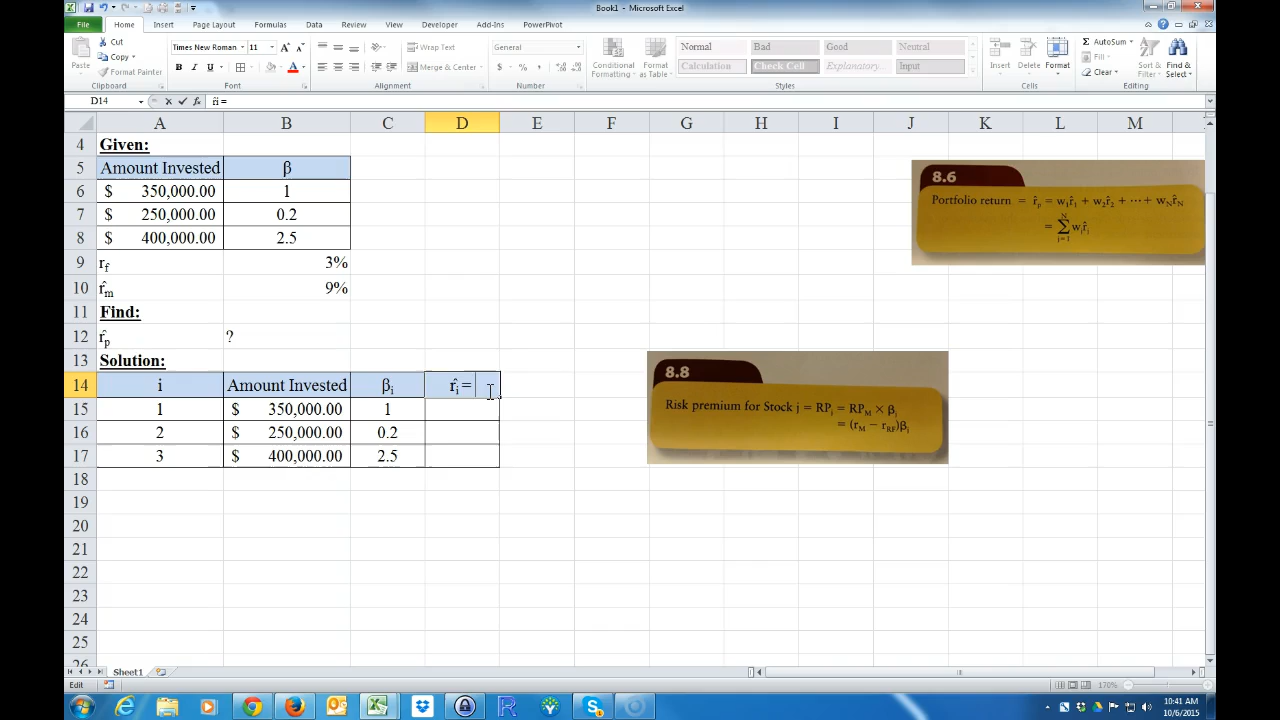 Book1 - Microsoft Excel
File Home Insert Page Layout Formulas Data Review View Developer Add-Ins PowerPivot
Cut
Copy
Format Painter
Paste
Clipboard
Times New Roman 11
B I U
Font
Wrap Text
Merge & Center
Alignment
General
$ % ,
Number
Conditional Formatting
Format as Table
Normal Bad Good Neutral
Calculation Check Cell Explanatory... Input
Styles
Insert Delete Format
Cells
AutoSum
Fill
Clear
Sort & Filter
Find & Select
Editing
D14 fx r̂i =
A B C D E F G H I J K L M
4 Given:
5 Amount Invested β
6 $ 350,000.00 1
7 $ 250,000.00 0.2
8 $ 400,000.00 2.5
9 rf 3%
10 r̂m 9%
11 Find:
12 r̂p ?
13 Solution:
14 i Amount Invested βi r̂i =
15 1 $ 350,000.00 1
16 2 $ 250,000.00 0.2
17 3 $ 400,000.00 2.5
18
19
20
21
22
23
24
25
26
8.6
Portfolio return = r̂p = w1r̂1 + w2r̂2 + ⋯ + wNr̂N
= N Σ i=1 wir̂i
8.8
Risk premium for Stock j = RPi = RPM × βi
= (rM − rRF)βi
Sheet1
Edit 170%
10:41 AM
10/6/2015